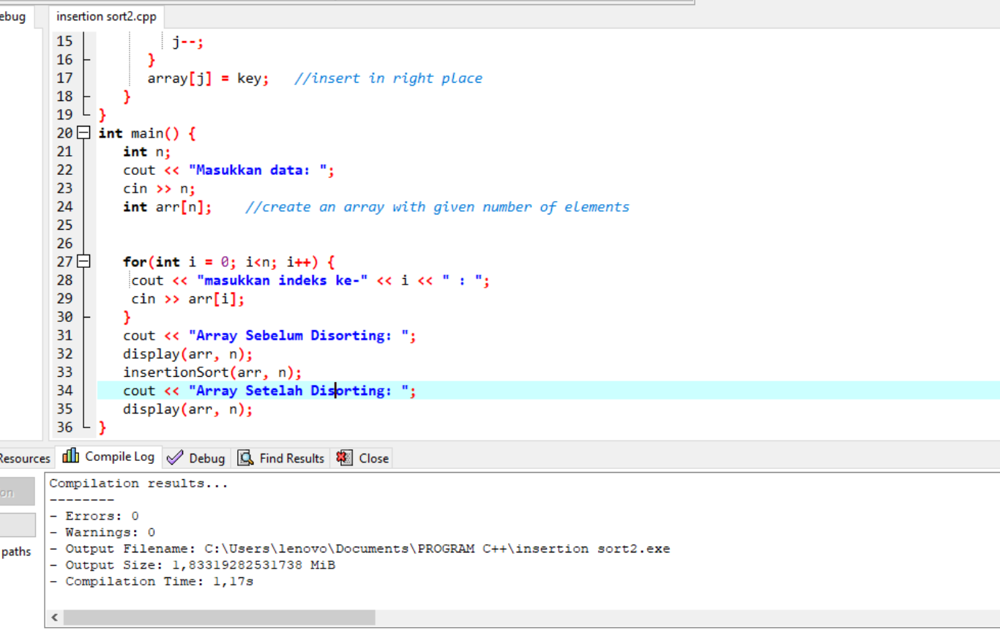 ebug insertion sort2.cpp
15 j--;
16 }
17 array[j] = key; //insert in right place
18 }
19 }
20 int main() {
21 int n;
22 cout << "Masukkan data: ";
23 cin >> n;
24 int arr[n]; //create an array with given number of elements
25
26
27 for(int i = 0; i<n; i++) {
28 cout << "masukkan indeks ke-" << i << " : ";
29 cin >> arr[i];
30 }
31 cout << "Array Sebelum Disorting: ";
32 display(arr, n);
33 insertionSort(arr, n);
34 cout << "Array Setelah Disorting: ";
35 display(arr, n);
36 }
Resources Compile Log Debug Find Results Close
on
paths
Compilation results...
--------
- Errors: 0
- Warnings: 0
- Output Filename: C:\Users\lenovo\Documents\PROGRAM C++\insertion sort2.exe
- Output Size: 1,83319282531738 MiB
- Compilation Time: 1,17s